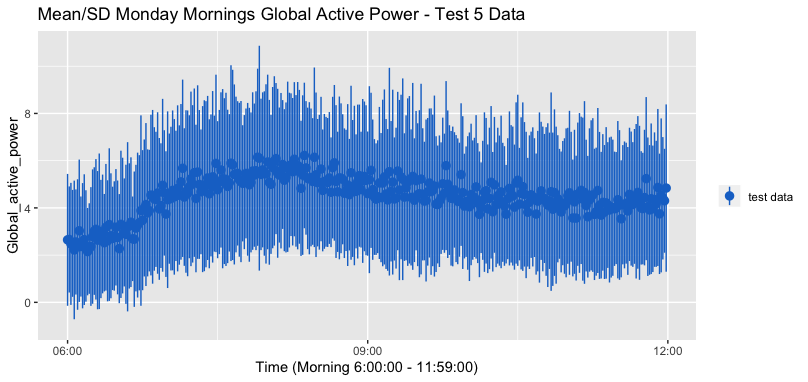 Mean/SD Monday Mornings Global Active Power - Test 5 Data
Global_active_power
8
4
0
06:00
09:00
12:00
Time (Morning 6:00:00 - 11:59:00)
test data